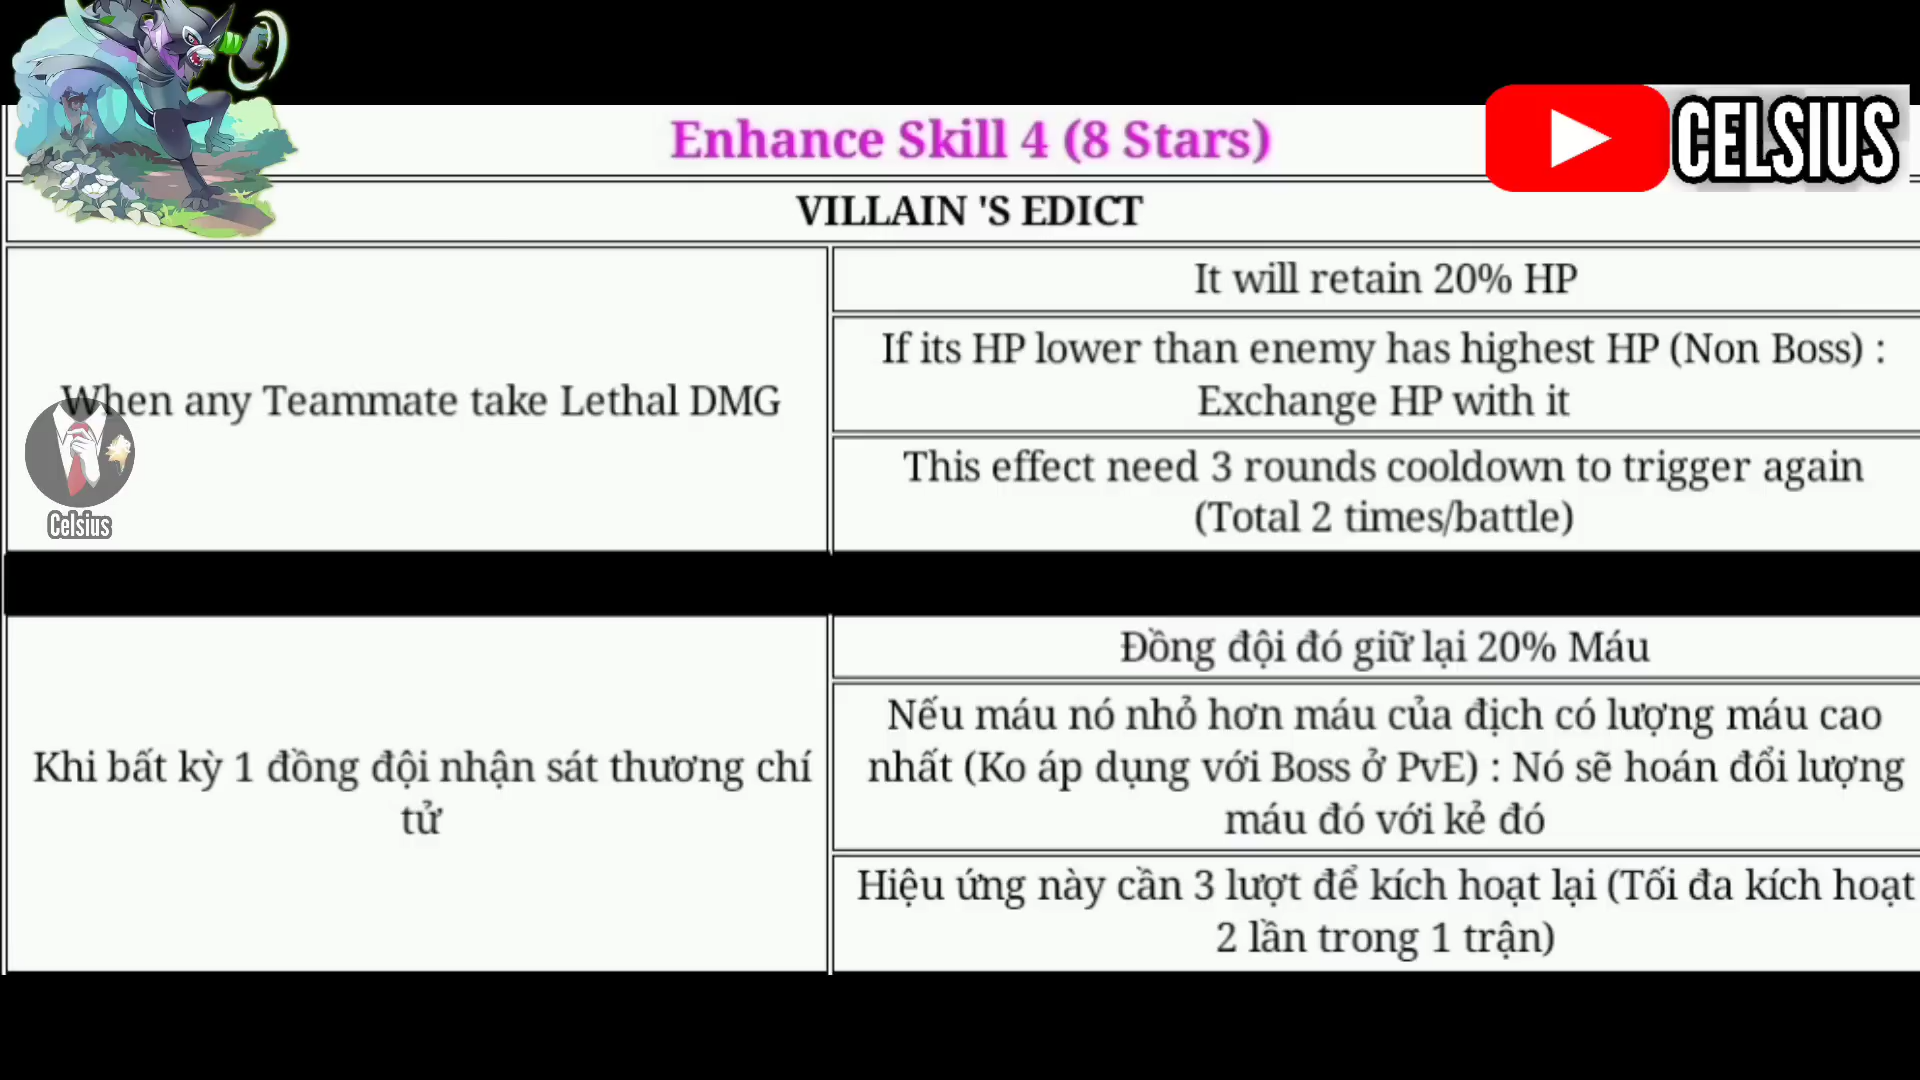 Enhance Skill 4 (8 Stars)
CELSIUS
VILLAIN 'S EDICT
When any Teammate take Lethal DMG
It will retain 20% HP
If its HP lower than enemy has highest HP (Non Boss) :
Exchange HP with it
This effect need 3 rounds cooldown to trigger again
(Total 2 times/battle)
Celsius
Khi bất kỳ 1 đồng đội nhận sát thương chí
tử
Đồng đội đó giữ lại 20% Máu
Nếu máu nó nhỏ hơn máu của địch có lượng máu cao
nhất (Ko áp dụng với Boss ở PvE) : Nó sẽ hoán đổi lượng
máu đó với kẻ đó
Hiệu ứng này cần 3 lượt để kích hoạt lại (Tối đa kích hoạt
2 lần trong 1 trận)